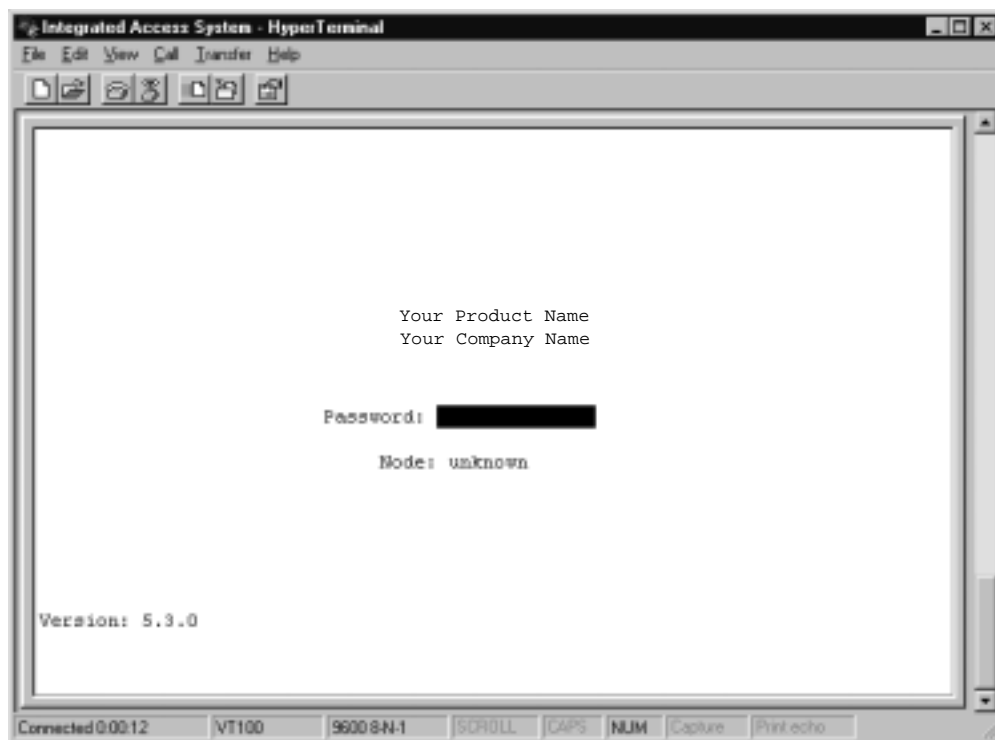 Integrated Access System - HyperTerminal
File Edit View Call Transfer Help
Your Product Name
Your Company Name
Password:
Node: unknown
Version: 5.3.0
Connected 0:00:12 VT100 9600 8-N-1 SCROLL CAPS NUM Capture Print echo